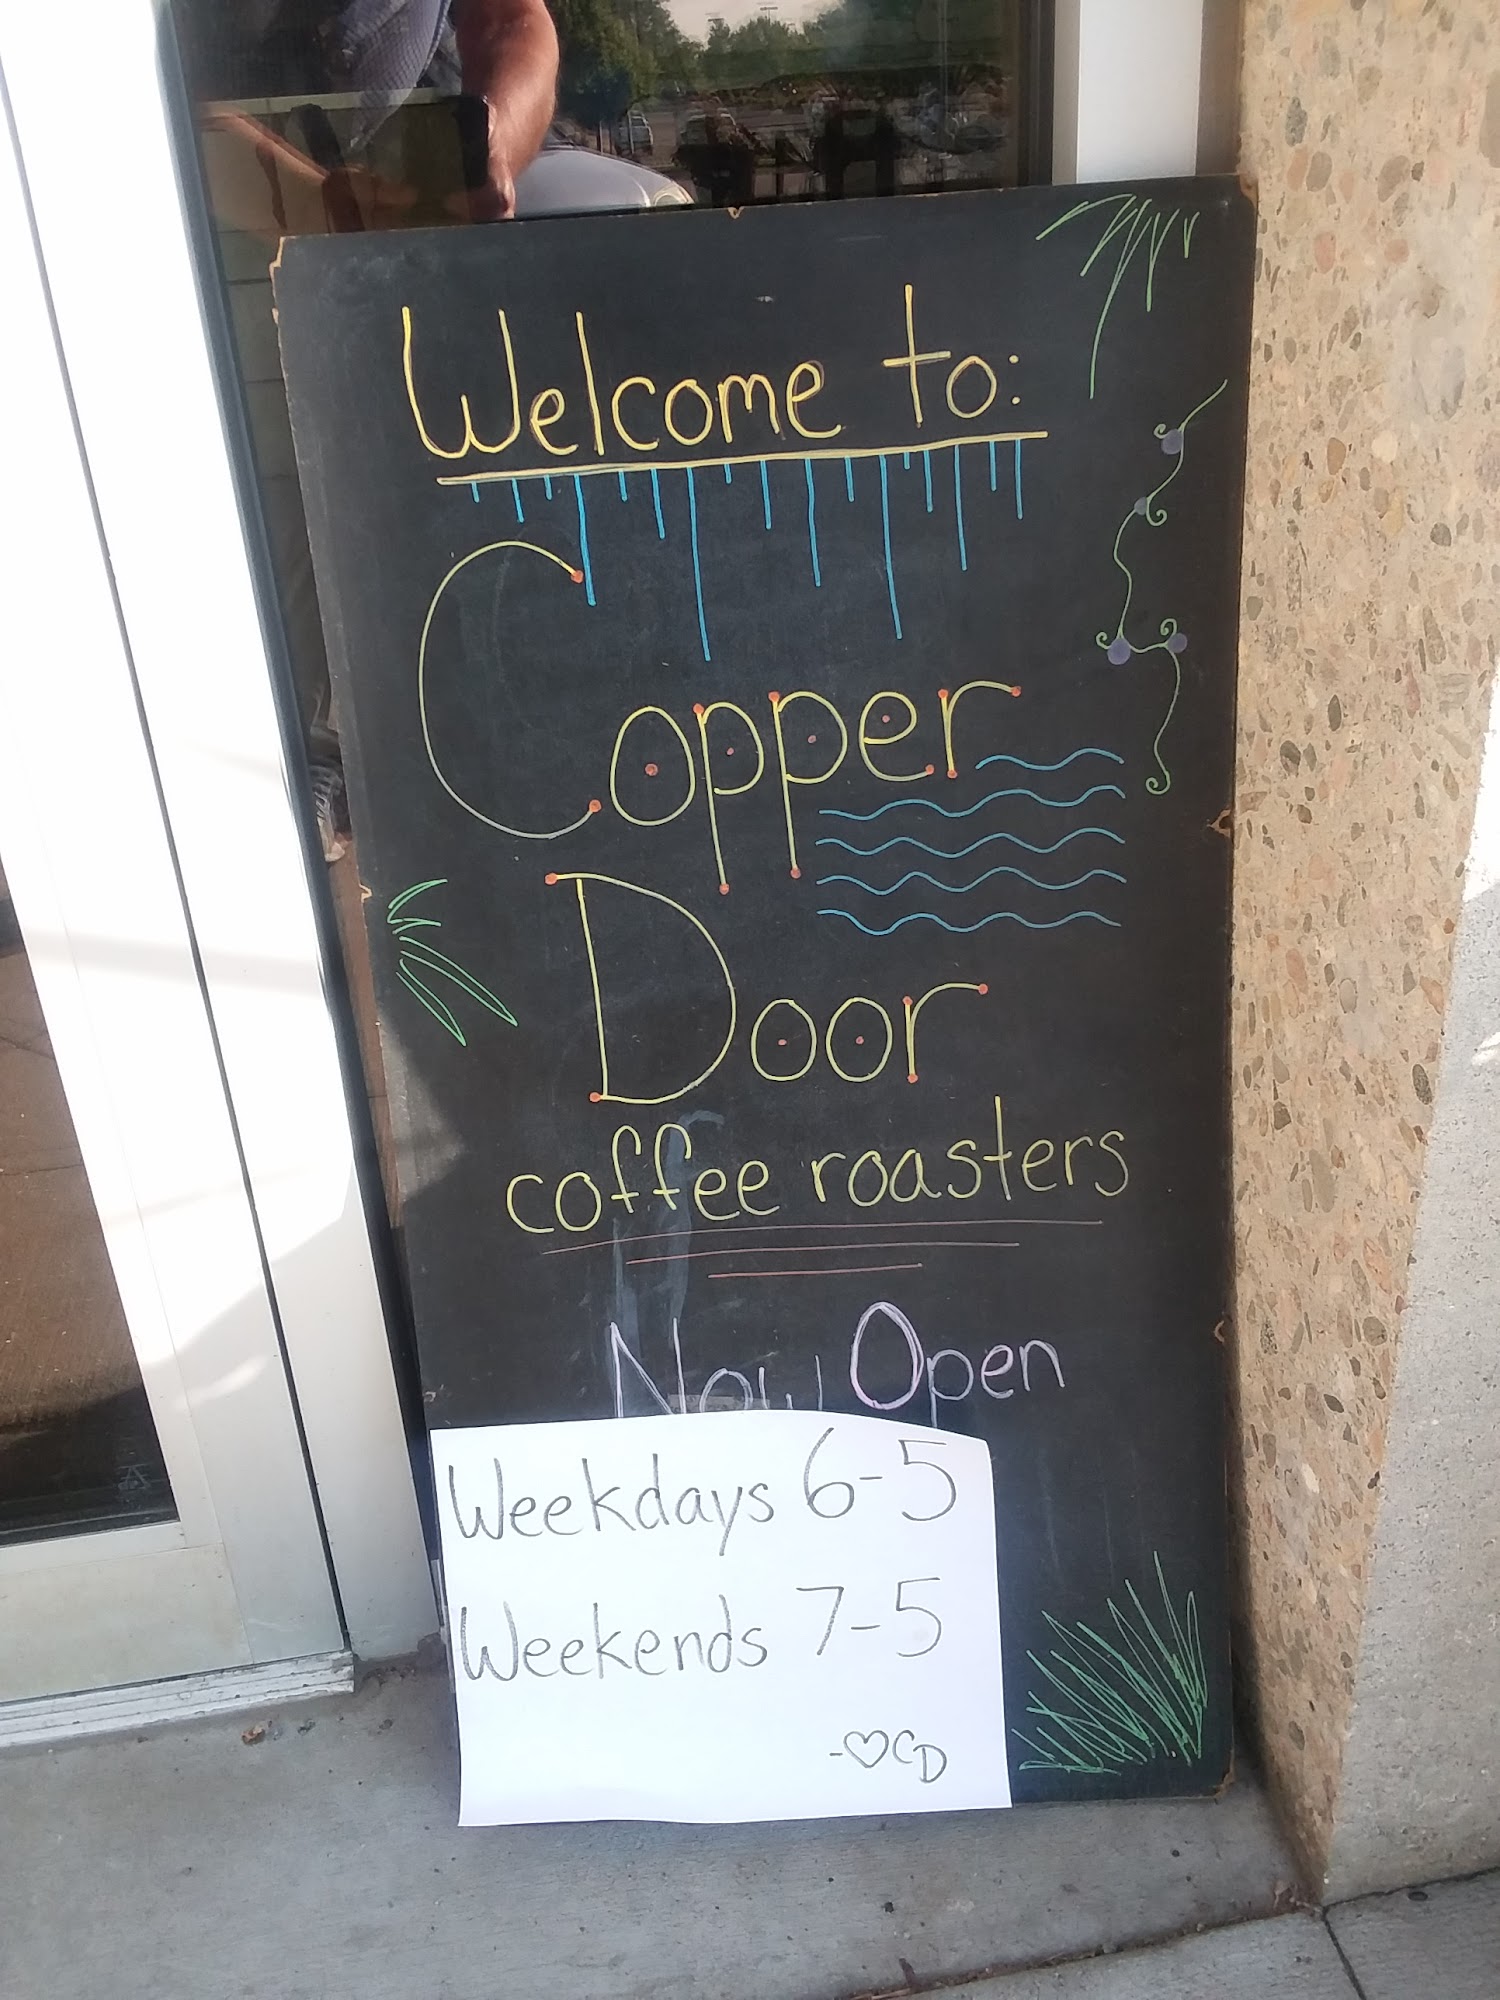 Welcome to:
Copper
Door
coffee roasters
Now Open
Weekdays 6-5
Weekends 7-5
-♡CD